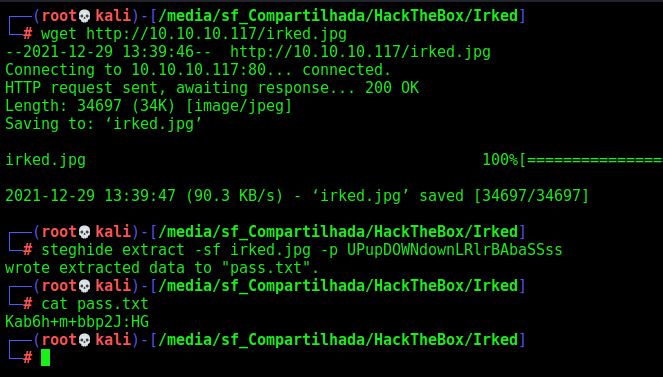 ┌──(root💀kali)-[/media/sf_Compartilhada/HackTheBox/Irked]
└─# wget http://10.10.10.117/irked.jpg
--2021-12-29 13:39:46--  http://10.10.10.117/irked.jpg
Connecting to 10.10.10.117:80... connected.
HTTP request sent, awaiting response... 200 OK
Length: 34697 (34K) [image/jpeg]
Saving to: ‘irked.jpg’
irked.jpg 100%[===============
2021-12-29 13:39:47 (90.3 KB/s) - ‘irked.jpg’ saved [34697/34697]
┌──(root💀kali)-[/media/sf_Compartilhada/HackTheBox/Irked]
└─# steghide extract -sf irked.jpg -p UPupDOWNdownLRlrBAbaSSss
wrote extracted data to "pass.txt".
┌──(root💀kali)-[/media/sf_Compartilhada/HackTheBox/Irked]
└─# cat pass.txt
Kab6h+m+bbp2J:HG
┌──(root💀kali)-[/media/sf_Compartilhada/HackTheBox/Irked]
└─#